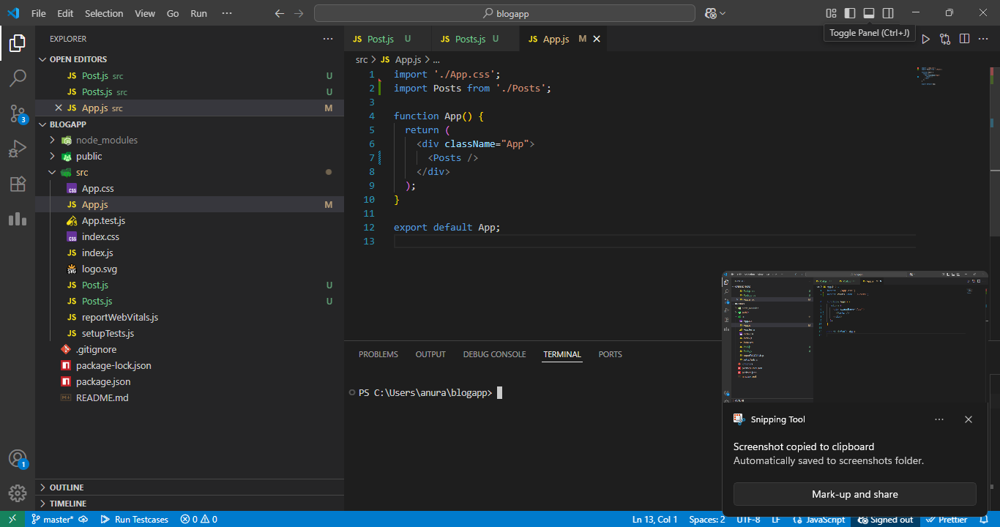 File Edit Selection View Go Run ··· blogapp
Toggle Panel (Ctrl+J)
EXPLORER ···
OPEN EDITORS
JS Post.js src U
JS Posts.js src U
JS App.js src M
BLOGAPP
node_modules
public
src
App.css
JS App.js M
App.test.js
index.css
JS index.js
logo.svg
JS Post.js U
JS Posts.js U
JS reportWebVitals.js
JS setupTests.js
.gitignore
package-lock.json
package.json
README.md
OUTLINE
TIMELINE
3
1
JS Post.js U JS Posts.js U JS App.js M
src > JS App.js > ...
1 import './App.css';
2 import Posts from './Posts';
3
4 function App() {
5 return (
6 <div className="App">
7 <Posts />
8 </div>
9 );
10 }
11
12 export default App;
13
PROBLEMS OUTPUT DEBUG CONSOLE TERMINAL PORTS
PS C:\Users\anura\blogapp>
Snipping Tool ···
Screenshot copied to clipboard
Automatically saved to screenshots folder.
Mark-up and share
master* Run Testcases 0 0 Ln 13, Col 1 Spaces: 2 UTF-8 LF JavaScript Signed out Prettier